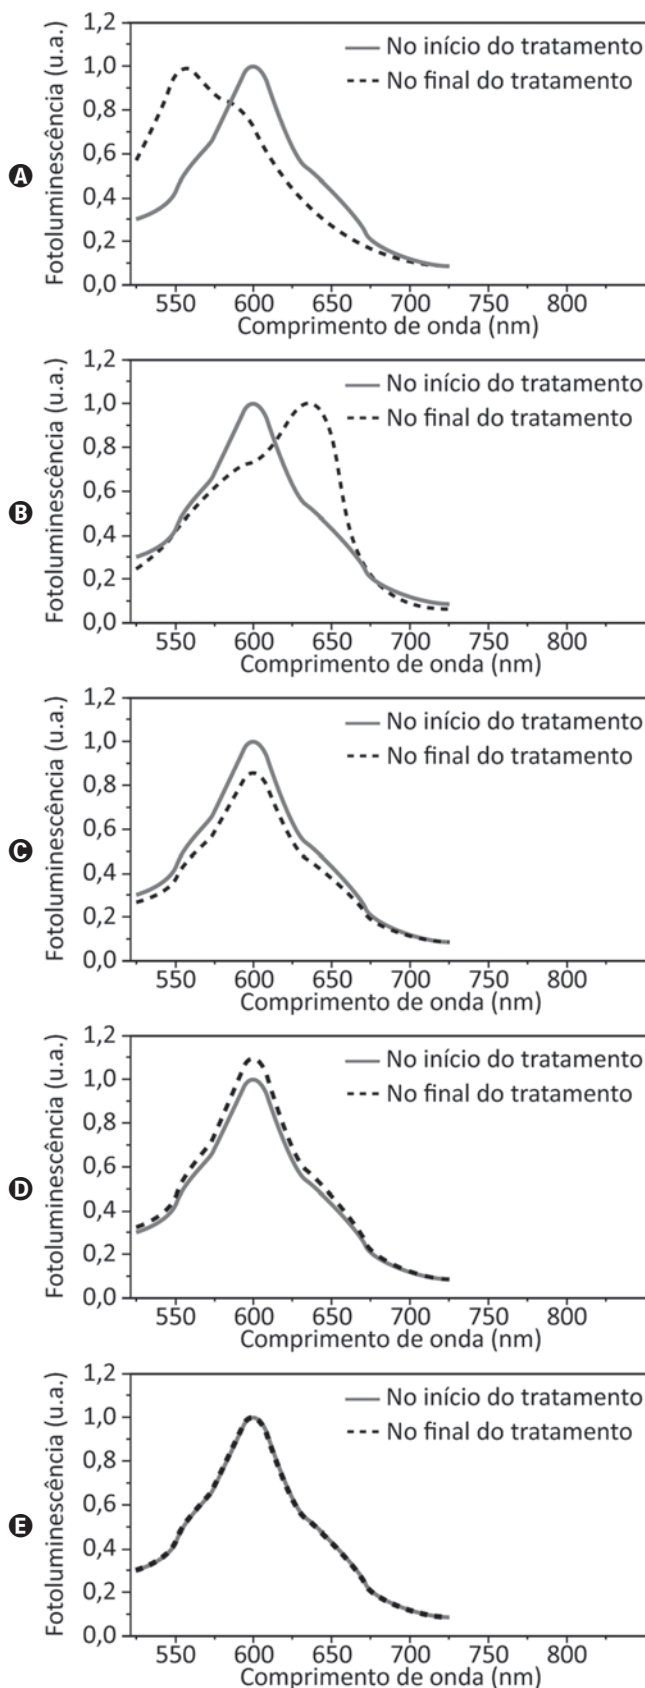 1,2
1,0
0,8
0,6
0,4
0,2
0,0
Fotoluminescência (u.a.)
No início do tratamento
No final do tratamento
A
550 600 650 700 750 800
Comprimento de onda (nm)
1,2
1,0
0,8
0,6
0,4
0,2
0,0
Fotoluminescência (u.a.)
No início do tratamento
No final do tratamento
B
550 600 650 700 750 800
Comprimento de onda (nm)
1,2
1,0
0,8
0,6
0,4
0,2
0,0
Fotoluminescência (u.a.)
No início do tratamento
No final do tratamento
C
550 600 650 700 750 800
Comprimento de onda (nm)
1,2
1,0
0,8
0,6
0,4
0,2
0,0
Fotoluminescência (u.a.)
No início do tratamento
No final do tratamento
D
550 600 650 700 750 800
Comprimento de onda (nm)
1,2
1,0
0,8
0,6
0,4
0,2
0,0
Fotoluminescência (u.a.)
No início do tratamento
No final do tratamento
E
550 600 650 700 750 800
Comprimento de onda (nm)